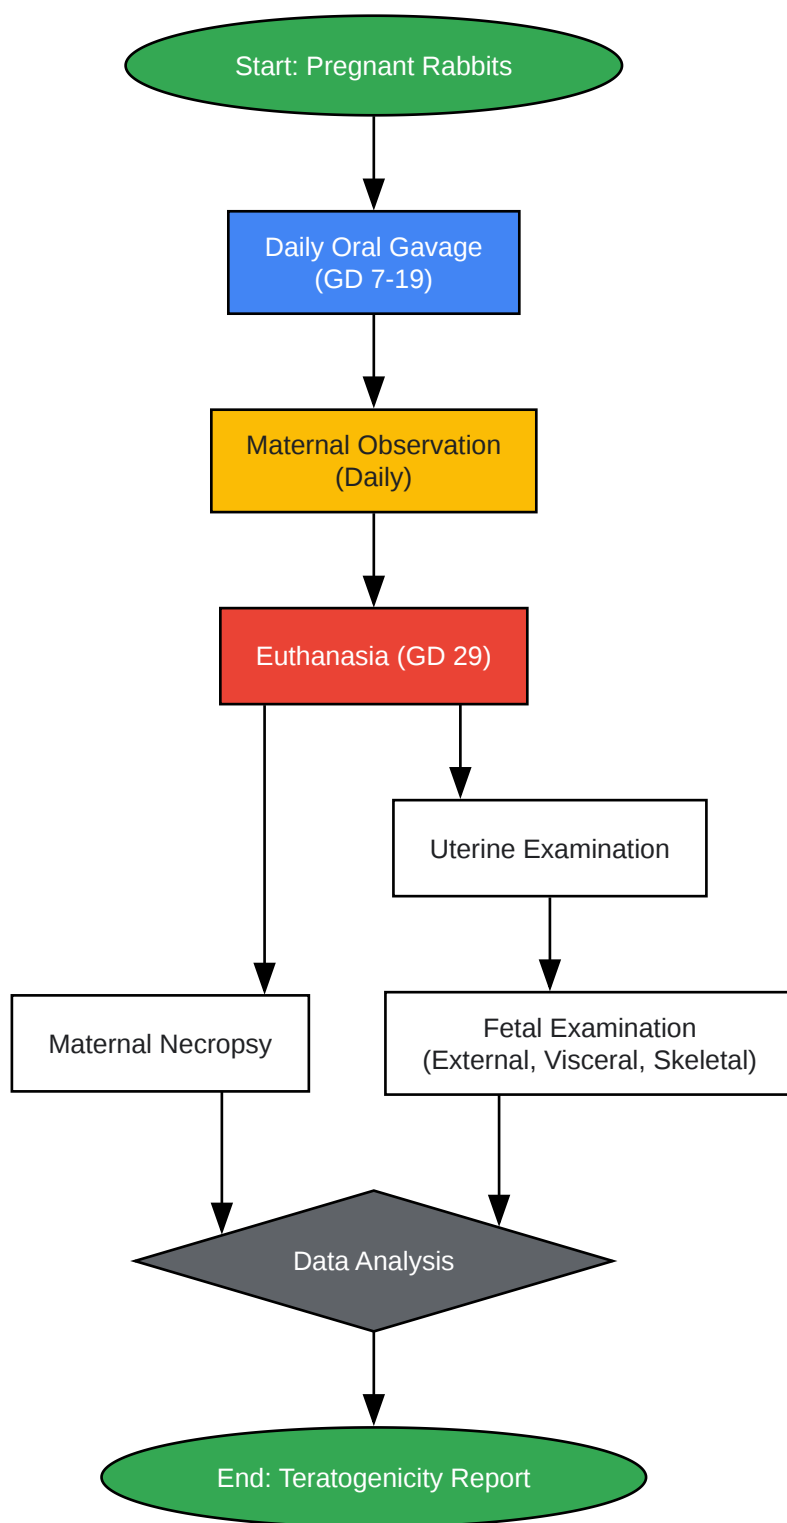 Start: Pregnant Rabbits
Daily Oral Gavage
(GD 7-19)
Maternal Observation
(Daily)
Euthanasia (GD 29)
Uterine Examination
Maternal Necropsy
Fetal Examination
(External, Visceral, Skeletal)
Data Analysis
End: Teratogenicity Report